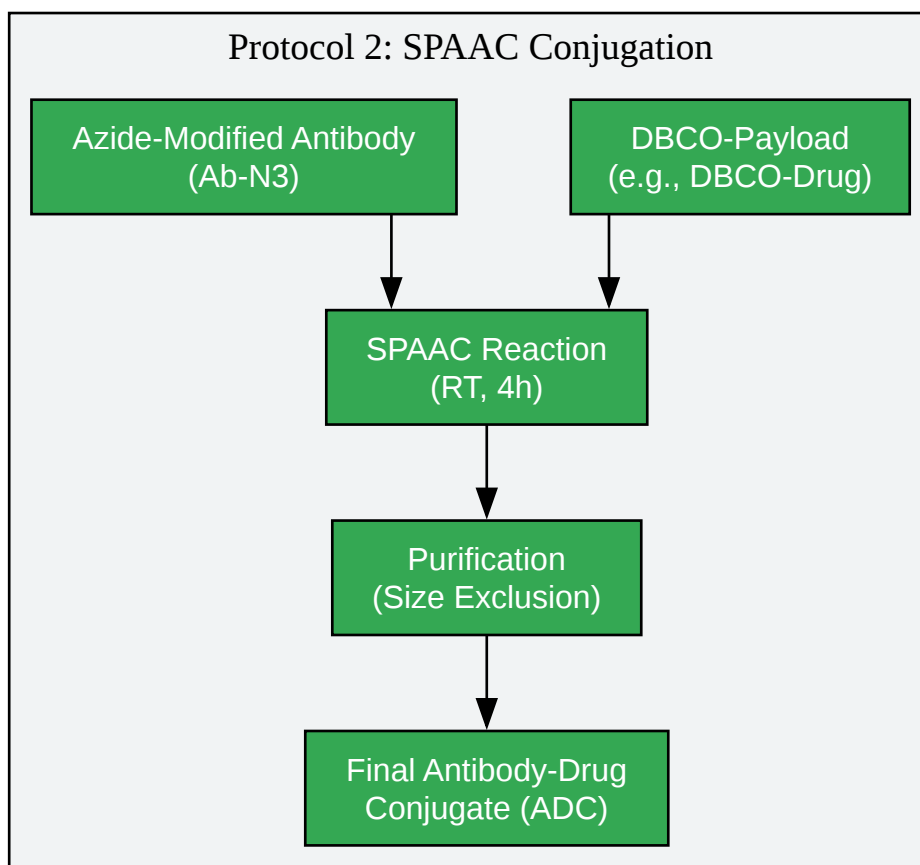 Protocol 2: SPAAC Conjugation
Azide-Modified Antibody
(Ab-N3)
DBCO-Payload
(e.g., DBCO-Drug)
SPAAC Reaction
(RT, 4h)
Purification
(Size Exclusion)
Final Antibody-Drug
Conjugate (ADC)